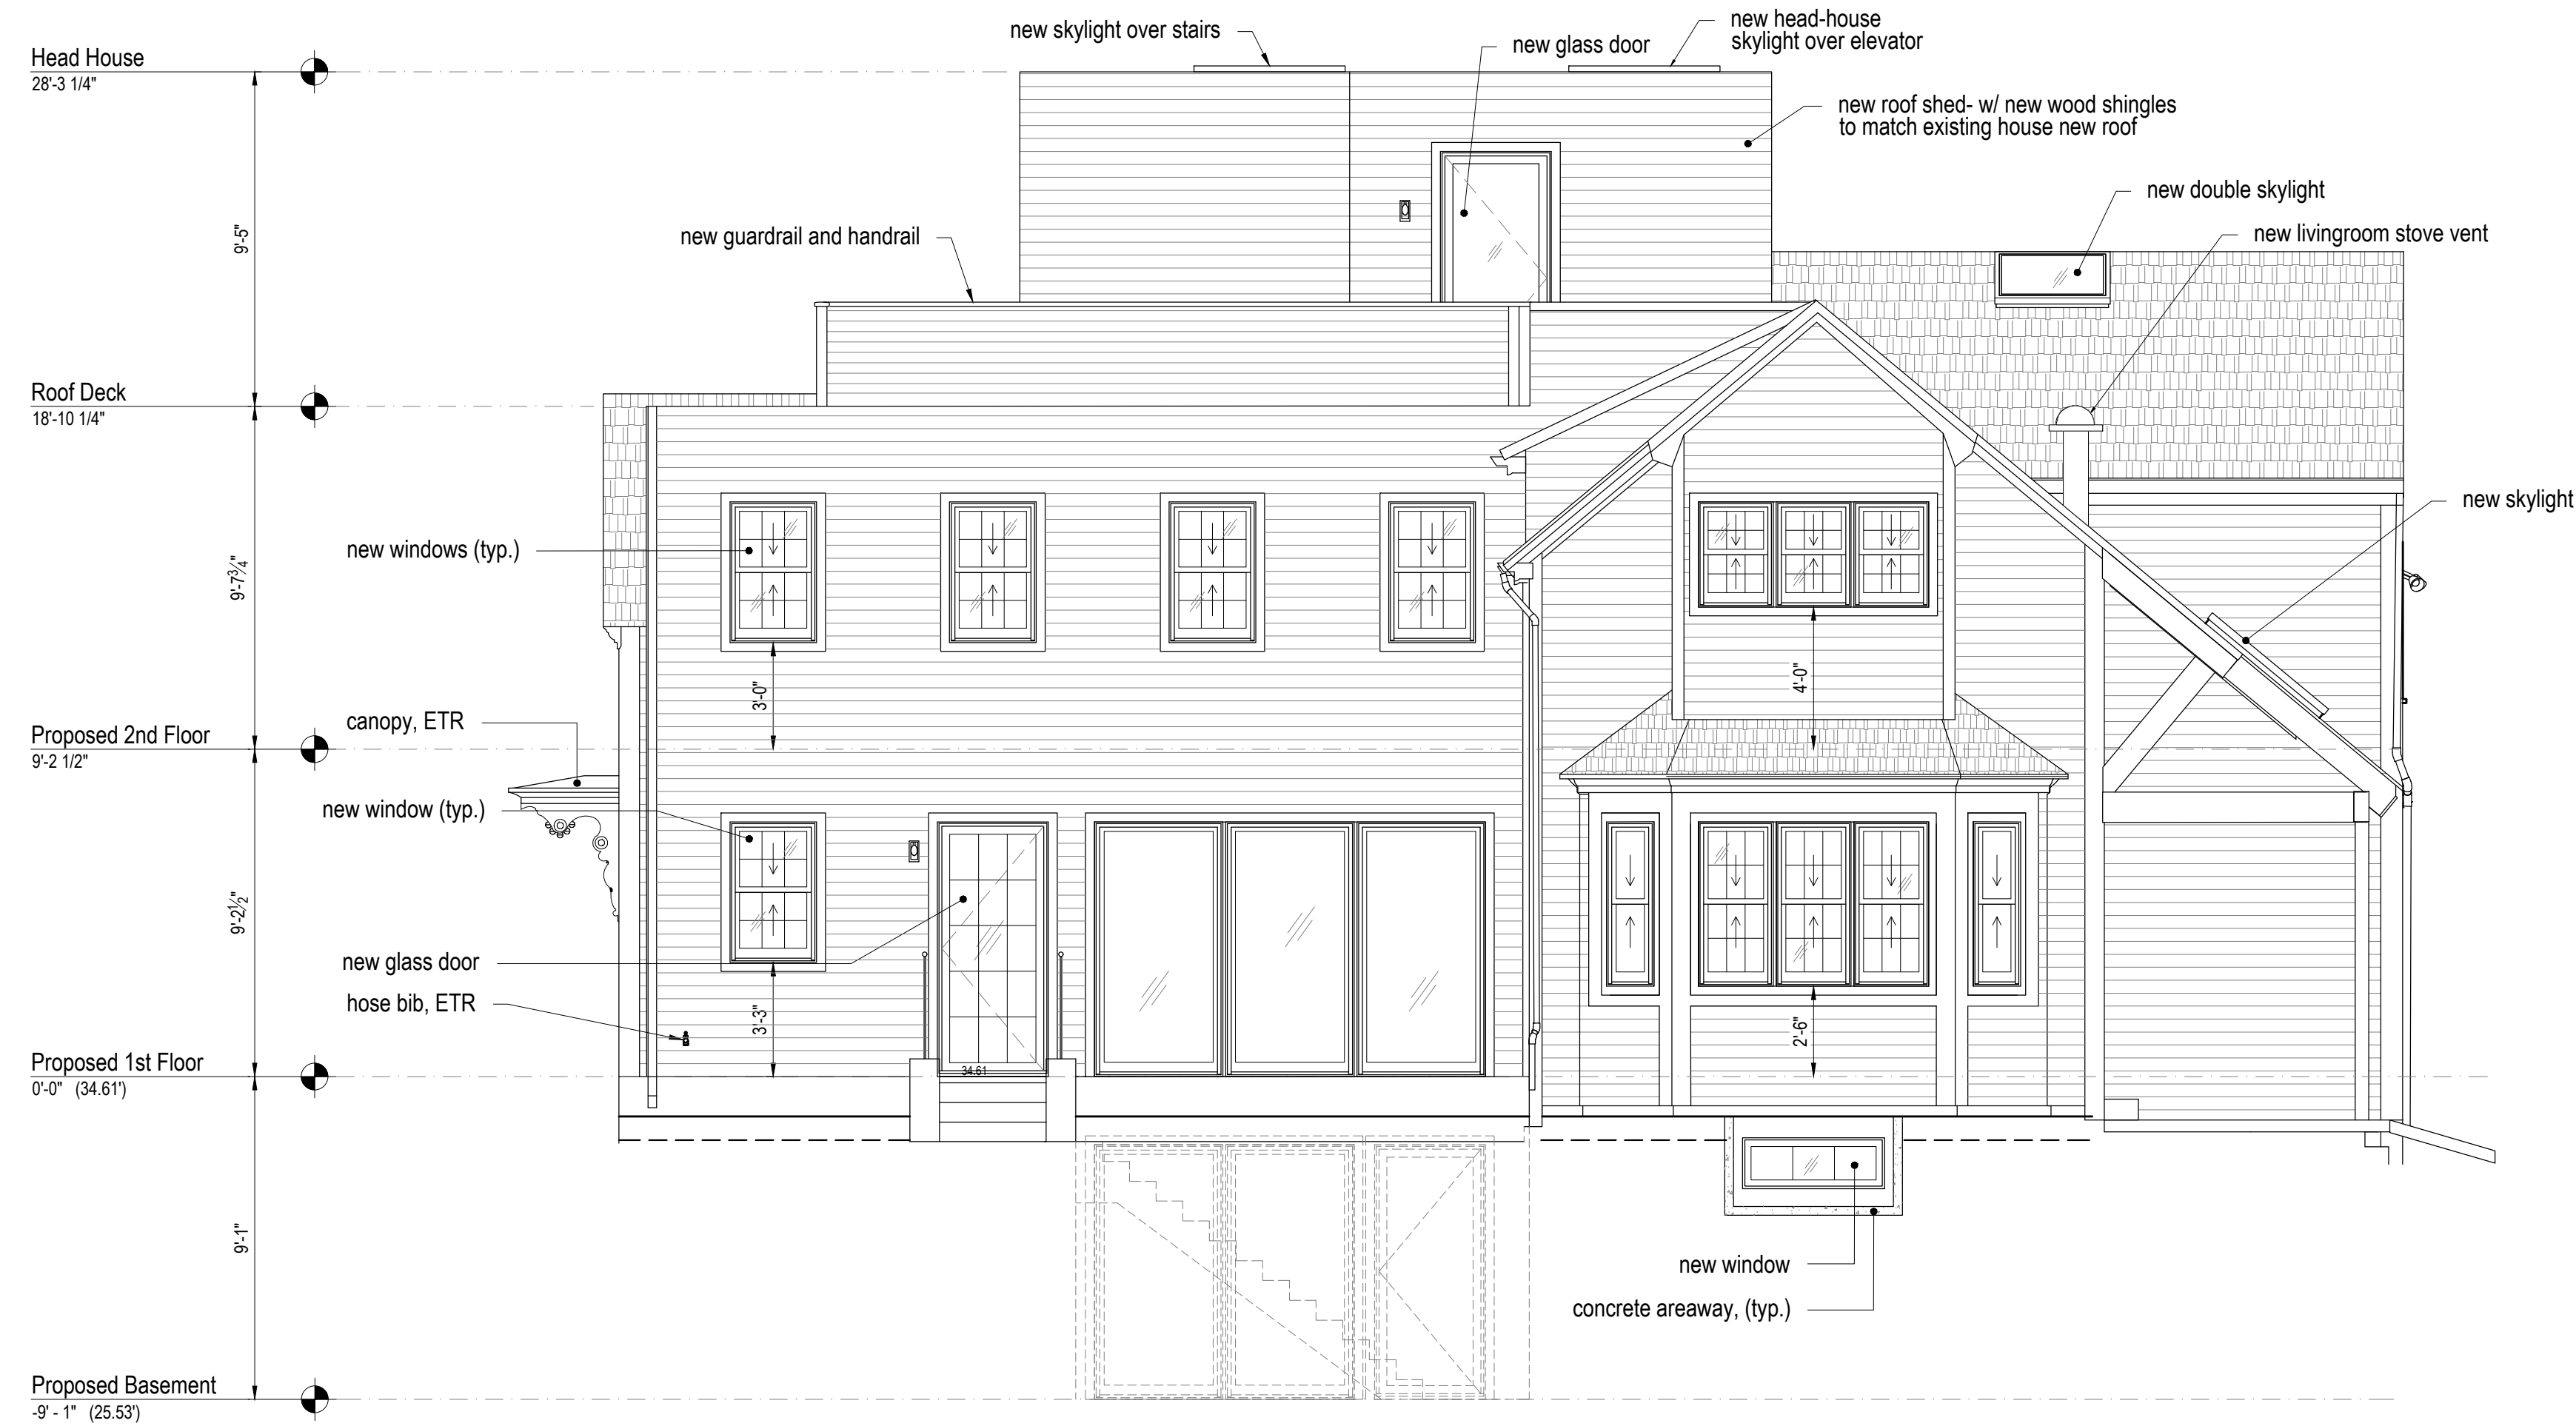 new skylight over stairs
new glass door
new head-house
skylight over elevator
Head House
28'-3 1/4"
new roof shed- w/ new wood shingles
to match existing house new roof
new double skylight
new livingroom stove vent
new guardrail and handrail
9'-5"
Roof Deck
18'-10 1/4"
new skylight
new windows (typ.)
9'-7¾"
3'-0"
4'-0"
canopy, ETR
Proposed 2nd Floor
9'-2 1/2"
new window (typ.)
9'-2½"
new glass door
hose bib, ETR
3'-3"
2'-6"
Proposed 1st Floor
0'-0" (34.61')
34.61
9'-1"
new window
concrete areaway, (typ.)
Proposed Basement
-9' - 1" (25.53')